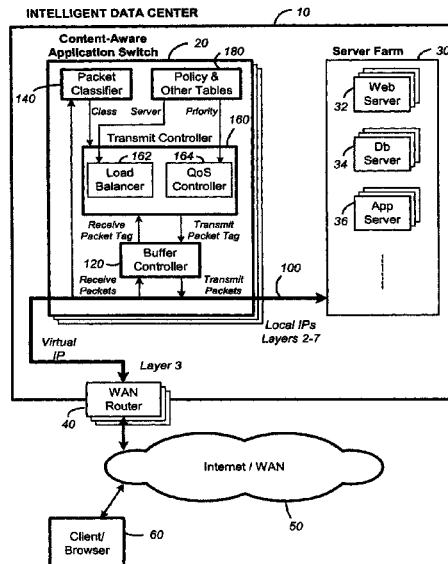 INTELLIGENT DATA CENTER
10
Content-Aware
Application Switch
20
180
Server Farm
30
140
Packet
Classifier
Policy &
Other Tables
Class
Server
Priority
160
Transmit Controller
162
164
Load
Balancer
QoS
Controller
32
Web
Server
34
Db
Server
36
App
Server
Receive
Packet Tag
Transmit
Packet Tag
120
Buffer
Controller
Receive
Packets
Transmit
Packets
100
Local IPs
Layers 2-7
Virtual
IP
Layer 3
WAN
Router
40
Internet / WAN
50
Client/
Browser
60